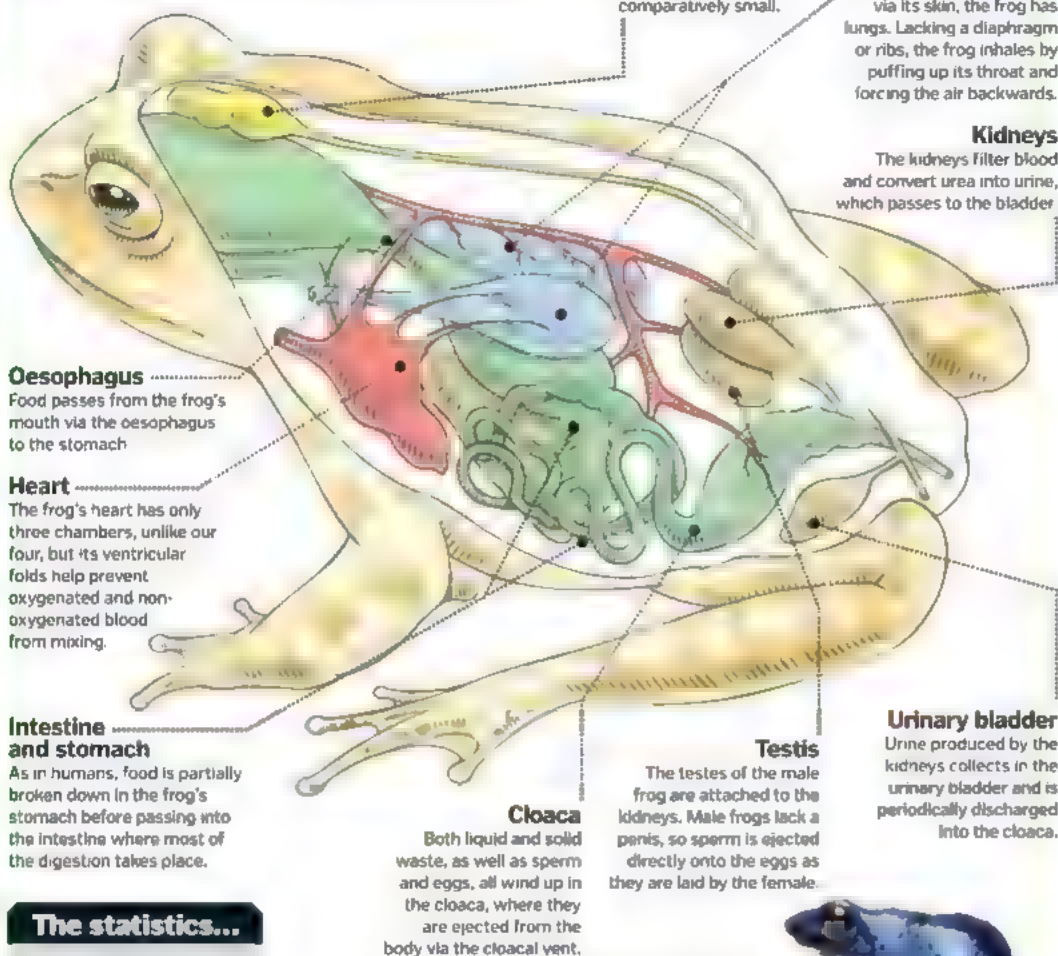 comparatively small.
via its skin, the frog has
lungs. Lacking a diaphragm
or ribs, the frog inhales by
puffing up its throat and
forcing the air backwards.
Kidneys
The kidneys filter blood
and convert urea into urine,
which passes to the bladder
Oesophagus
Food passes from the frog's
mouth via the oesophagus
to the stomach
Heart
The frog's heart has only
three chambers, unlike our
four, but its ventricular
folds help prevent
oxygenated and non-
oxygenated blood
from mixing.
Intestine
and stomach
As in humans, food is partially
broken down in the frog's
stomach before passing into
the intestine where most of
the digestion takes place.
Cloaca
Both liquid and solid
waste, as well as sperm
and eggs, all wind up in
the cloaca, where they
are ejected from the
body via the cloacal vent.
Testis
The testes of the male
frog are attached to the
kidneys. Male frogs lack a
penis, so sperm is ejected
directly onto the eggs as
they are laid by the female.
Urinary bladder
Urine produced by the
kidneys collects in the
urinary bladder and is
periodically discharged
into the cloaca.
The statistics...